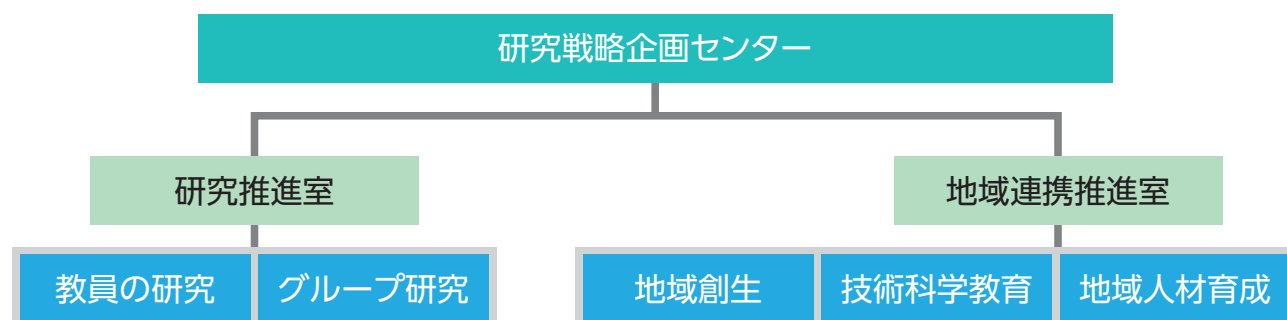 研究戦略企画センター
研究推進室
地域連携推進室
教員の研究
グループ研究
地域創生
技術科学教育
地域人材育成